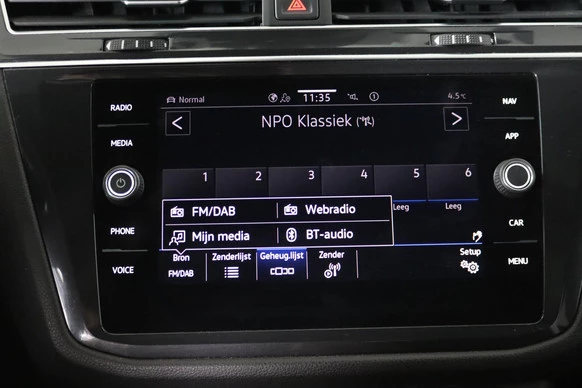 Normal 11:35 4.5°C
RADIO
MEDIA
PHONE
VOICE
NAV
APP
CAR
MENU
< NPO Klassiek >
1 2 3 4 5 6
Leeg Leeg
FM/DAB Webradio
Mijn media BT-audio
Bron Zenderlijst Geheug.lijst Zender Setup
FM/DAB